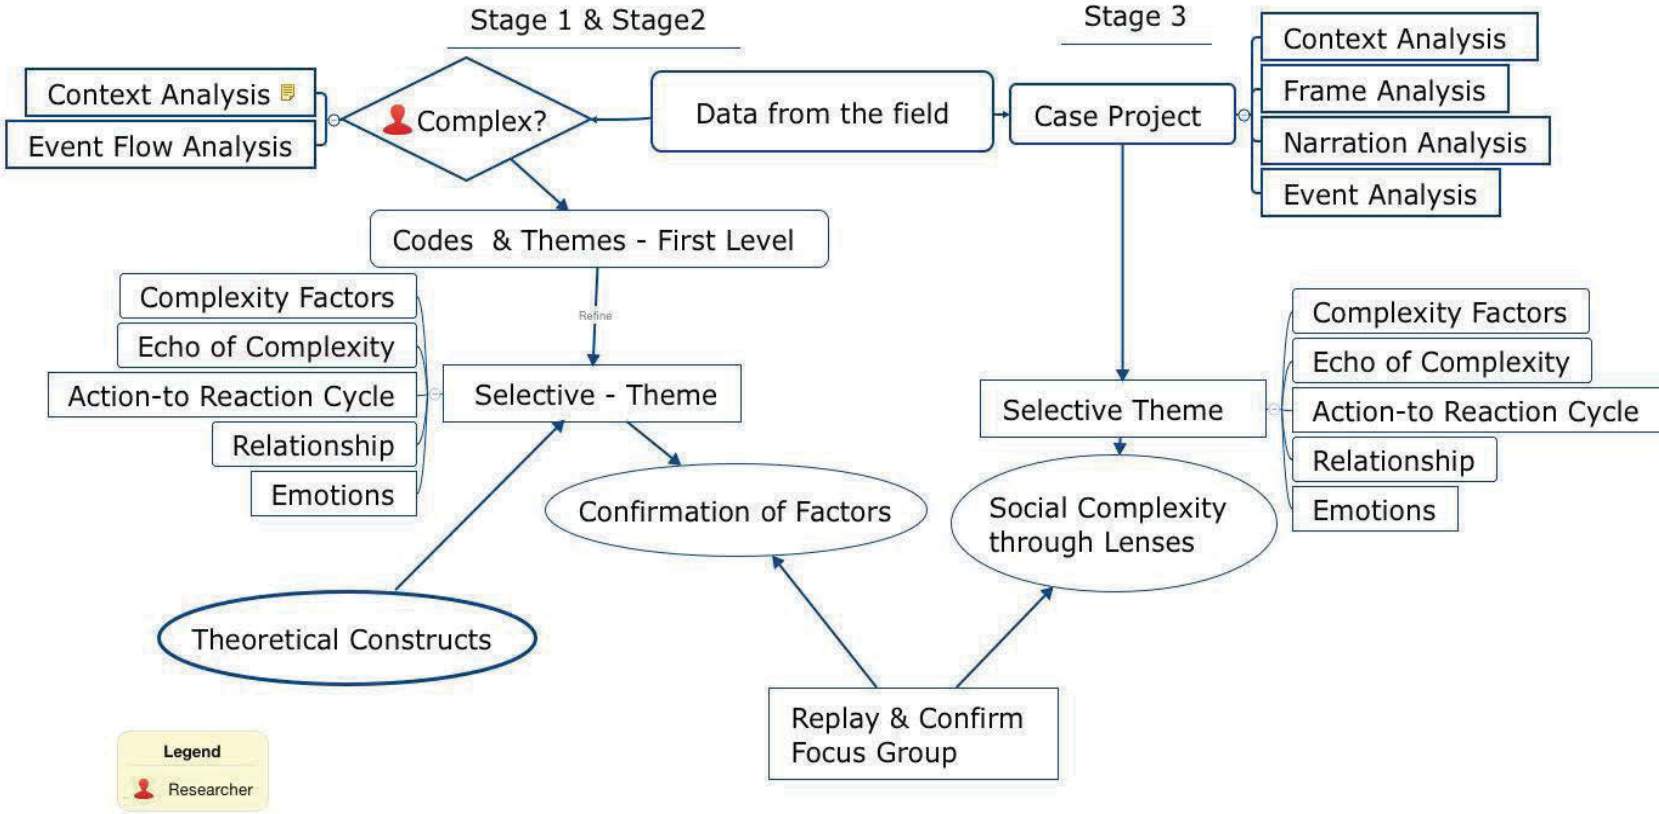 Stage 1 & Stage2
Stage 3
Context Analysis
Event Flow Analysis
Complex?
Data from the field
Case Project
Context Analysis
Frame Analysis
Narration Analysis
Event Analysis
Codes & Themes - First Level
Refine
Complexity Factors
Echo of Complexity
Action-to Reaction Cycle
Relationship
Emotions
Selective - Theme
Selective Theme
Complexity Factors
Echo of Complexity
Action-to Reaction Cycle
Relationship
Emotions
Confirmation of Factors
Social Complexity
through Lenses
Theoretical Constructs
Replay & Confirm
Focus Group
Legend
Researcher